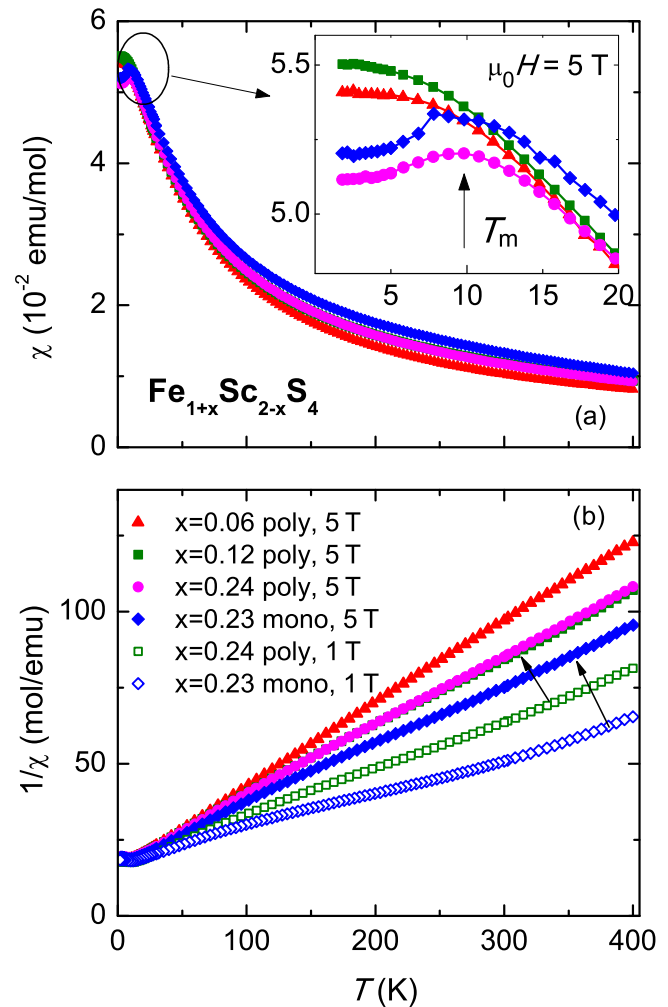 6
4
2
0
χ (10⁻² emu/mol)
5.5
5.0
5 10 15 20
μ₀H = 5 T
Tₘ
Fe₁₊ₓSc₂₋ₓS₄
(a)
(b)
x=0.06 poly, 5 T
x=0.12 poly, 5 T
x=0.24 poly, 5 T
x=0.23 mono, 5 T
x=0.24 poly, 1 T
x=0.23 mono, 1 T
100
50
0
1/χ (mol/emu)
0 100 200 300 400
T (K)